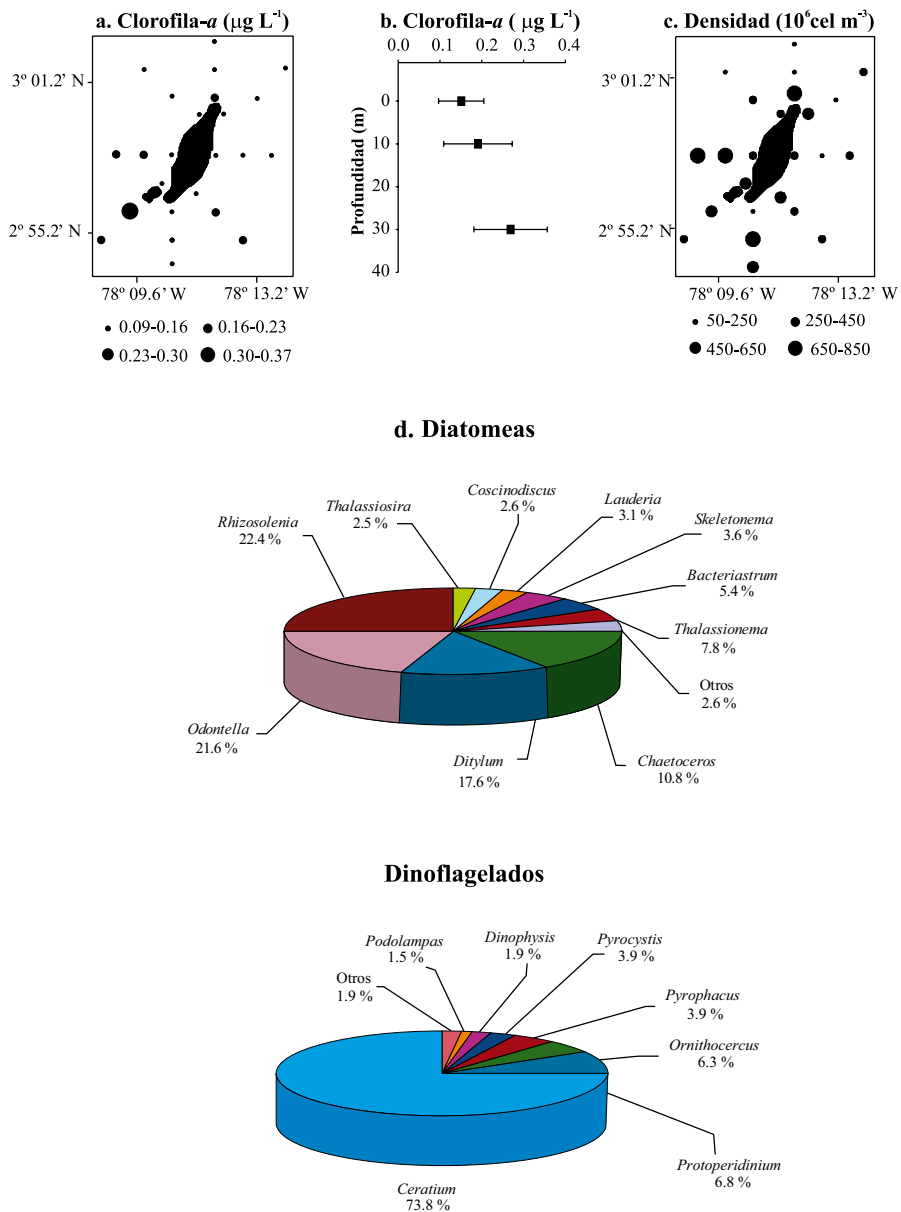 a. Clorofila-a (μg L⁻¹)
3º 01.2’ N
2º 55.2’ N
78º 09.6’ W
78º 13.2’ W
0.09-0.16
0.16-0.23
0.23-0.30
0.30-0.37
b. Clorofila-a ( μg L⁻¹)
0.0 0.1 0.2 0.3 0.4
Profundidad (m)
0
10
20
30
40
c. Densidad (10⁶cel m⁻³)
3º 01.2’ N
2º 55.2’ N
78º 09.6’ W
78º 13.2’ W
50-250
250-450
450-650
650-850
d. Diatomeas
Rhizosolenia
22.4 %
Thalassiosira
2.5 %
Coscinodiscus
2.6 %
Lauderia
3.1 %
Skeletonema
3.6 %
Bacteriastrum
5.4 %
Thalassionema
7.8 %
Otros
2.6 %
Chaetoceros
10.8 %
Ditylum
17.6 %
Odontella
21.6 %
Dinoflagelados
Otros
1.9 %
Podolampas
1.5 %
Dinophysis
1.9 %
Pyrocystis
3.9 %
Pyrophacus
3.9 %
Ornithocercus
6.3 %
Protoperidinium
6.8 %
Ceratium
73.8 %